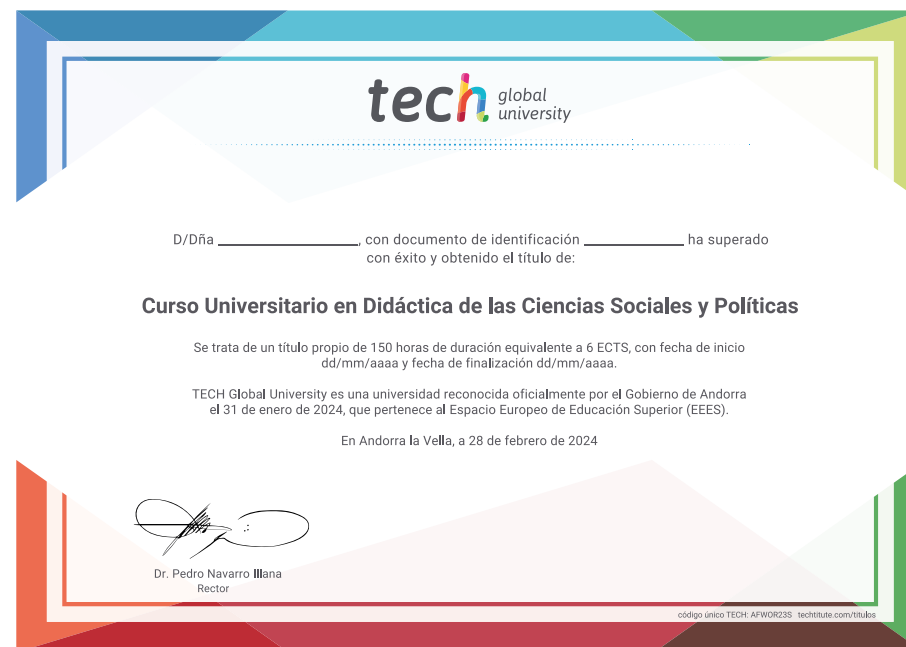 tech global university
D/Dña ____________________, con documento de identificación ______________ ha superado
con éxito y obtenido el título de:
Curso Universitario en Didáctica de las Ciencias Sociales y Políticas
Se trata de un título propio de 150 horas de duración equivalente a 6 ECTS, con fecha de inicio
dd/mm/aaaa y fecha de finalización dd/mm/aaaa.
TECH Global University es una universidad reconocida oficialmente por el Gobierno de Andorra
el 31 de enero de 2024, que pertenece al Espacio Europeo de Educación Superior (EEES).
En Andorra la Vella, a 28 de febrero de 2024
Dr. Pedro Navarro Illana
Rector
código único TECH: AFWOR23S techtitute.com/titulos